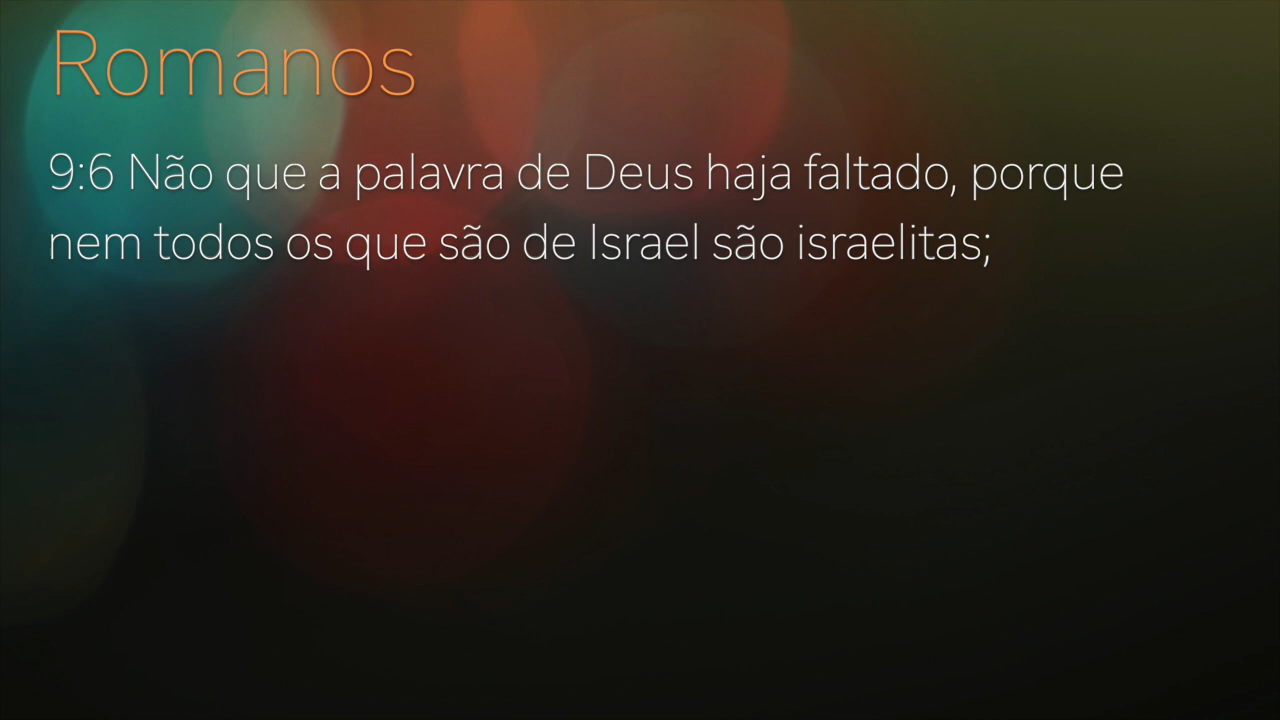 Romanos
9:6 Não que a palavra de Deus haja faltado, porque
nem todos os que são de Israel são israelitas;